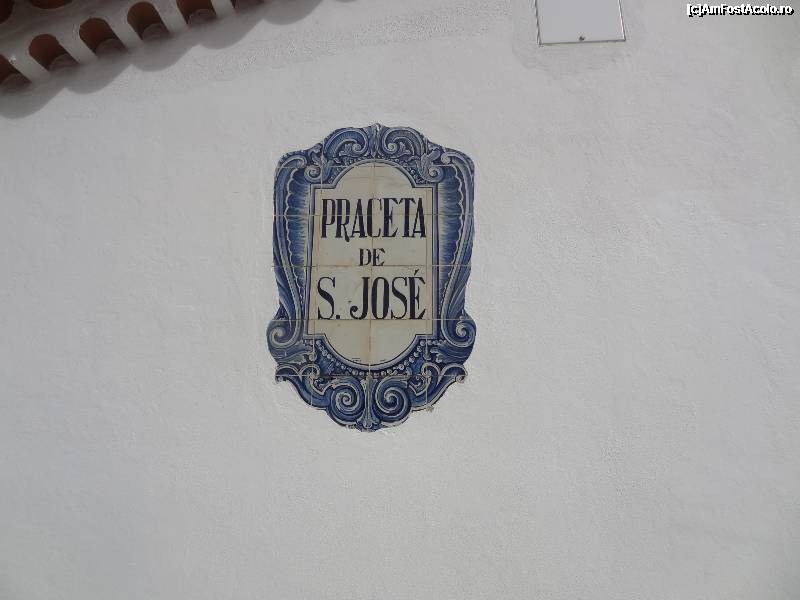 [c]AmFostAcolo.ro
PRACETA
DE
S. JOSÉ